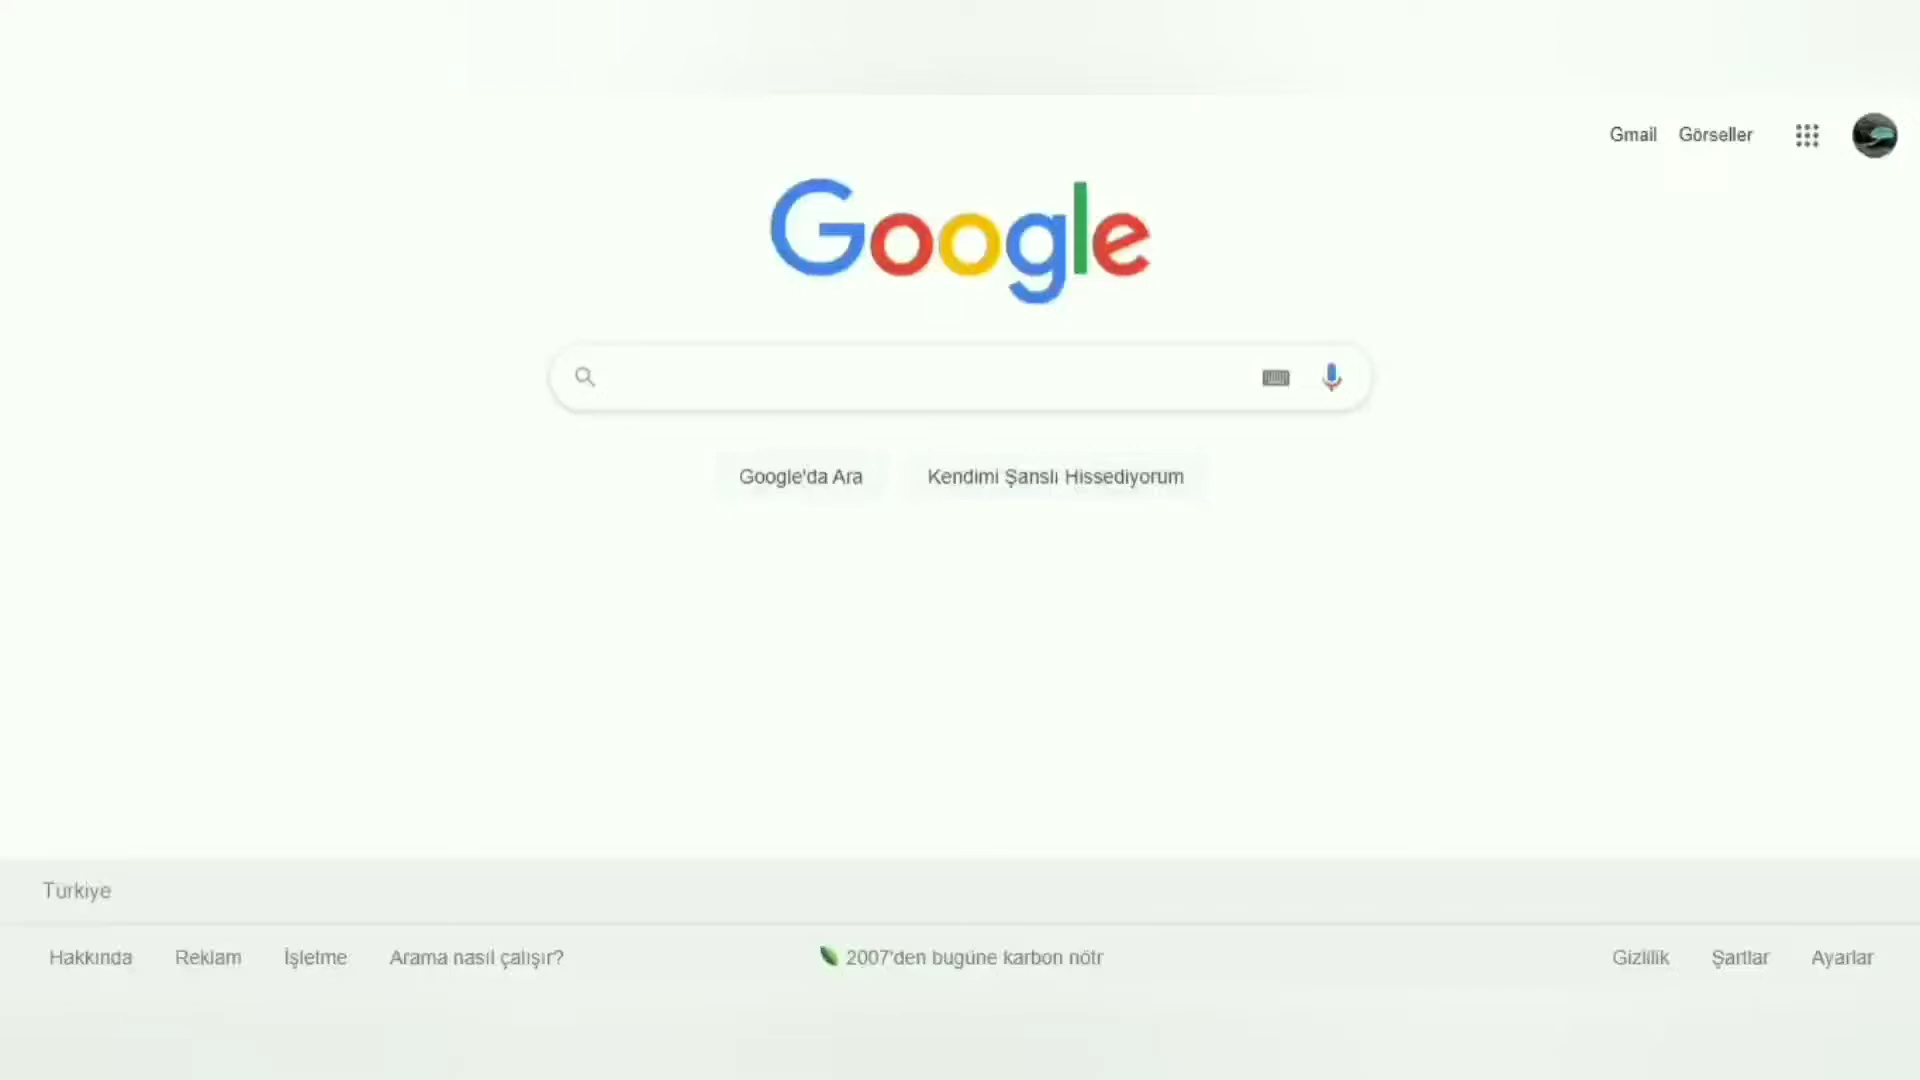 Gmail Görseller
Google
Google'da Ara Kendimi Şanslı Hissediyorum
Türkiye
Hakkında Reklam İşletme Arama nasıl çalışır? 2007'den bugüne karbon nötr Gizlilik Şartlar Ayarlar